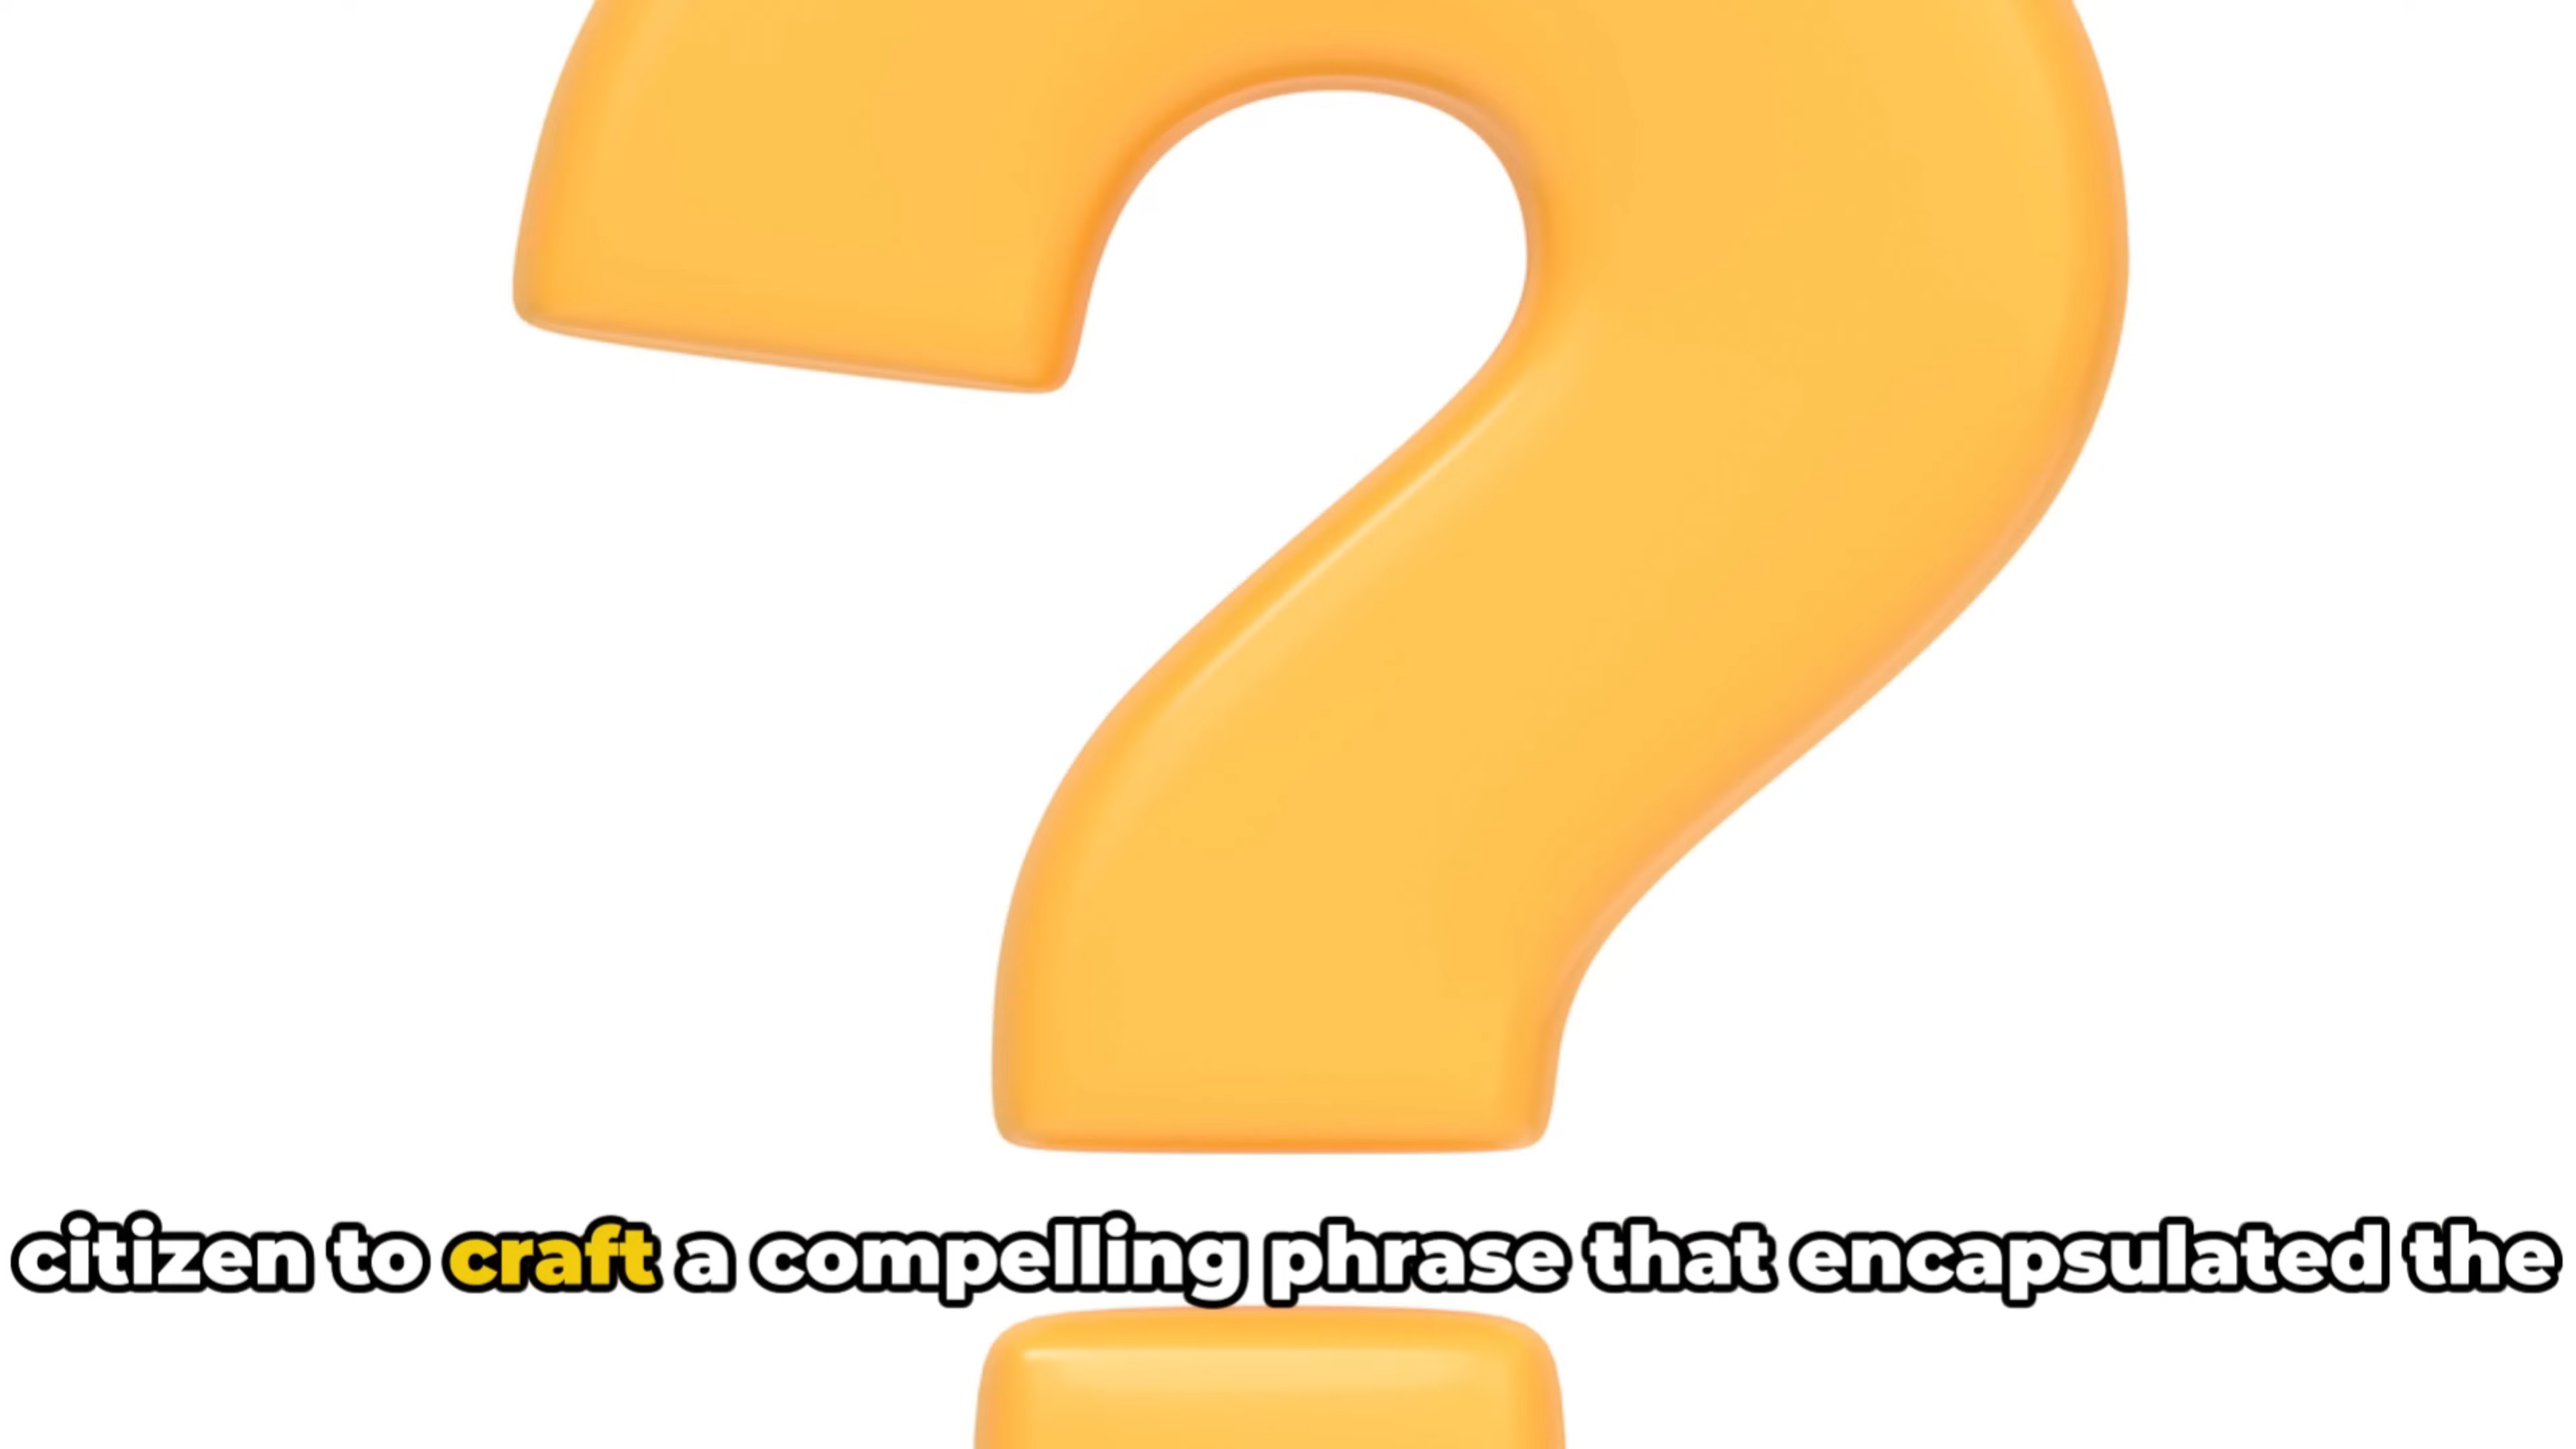 citizen to craft a compelling phrase that encapsulated the